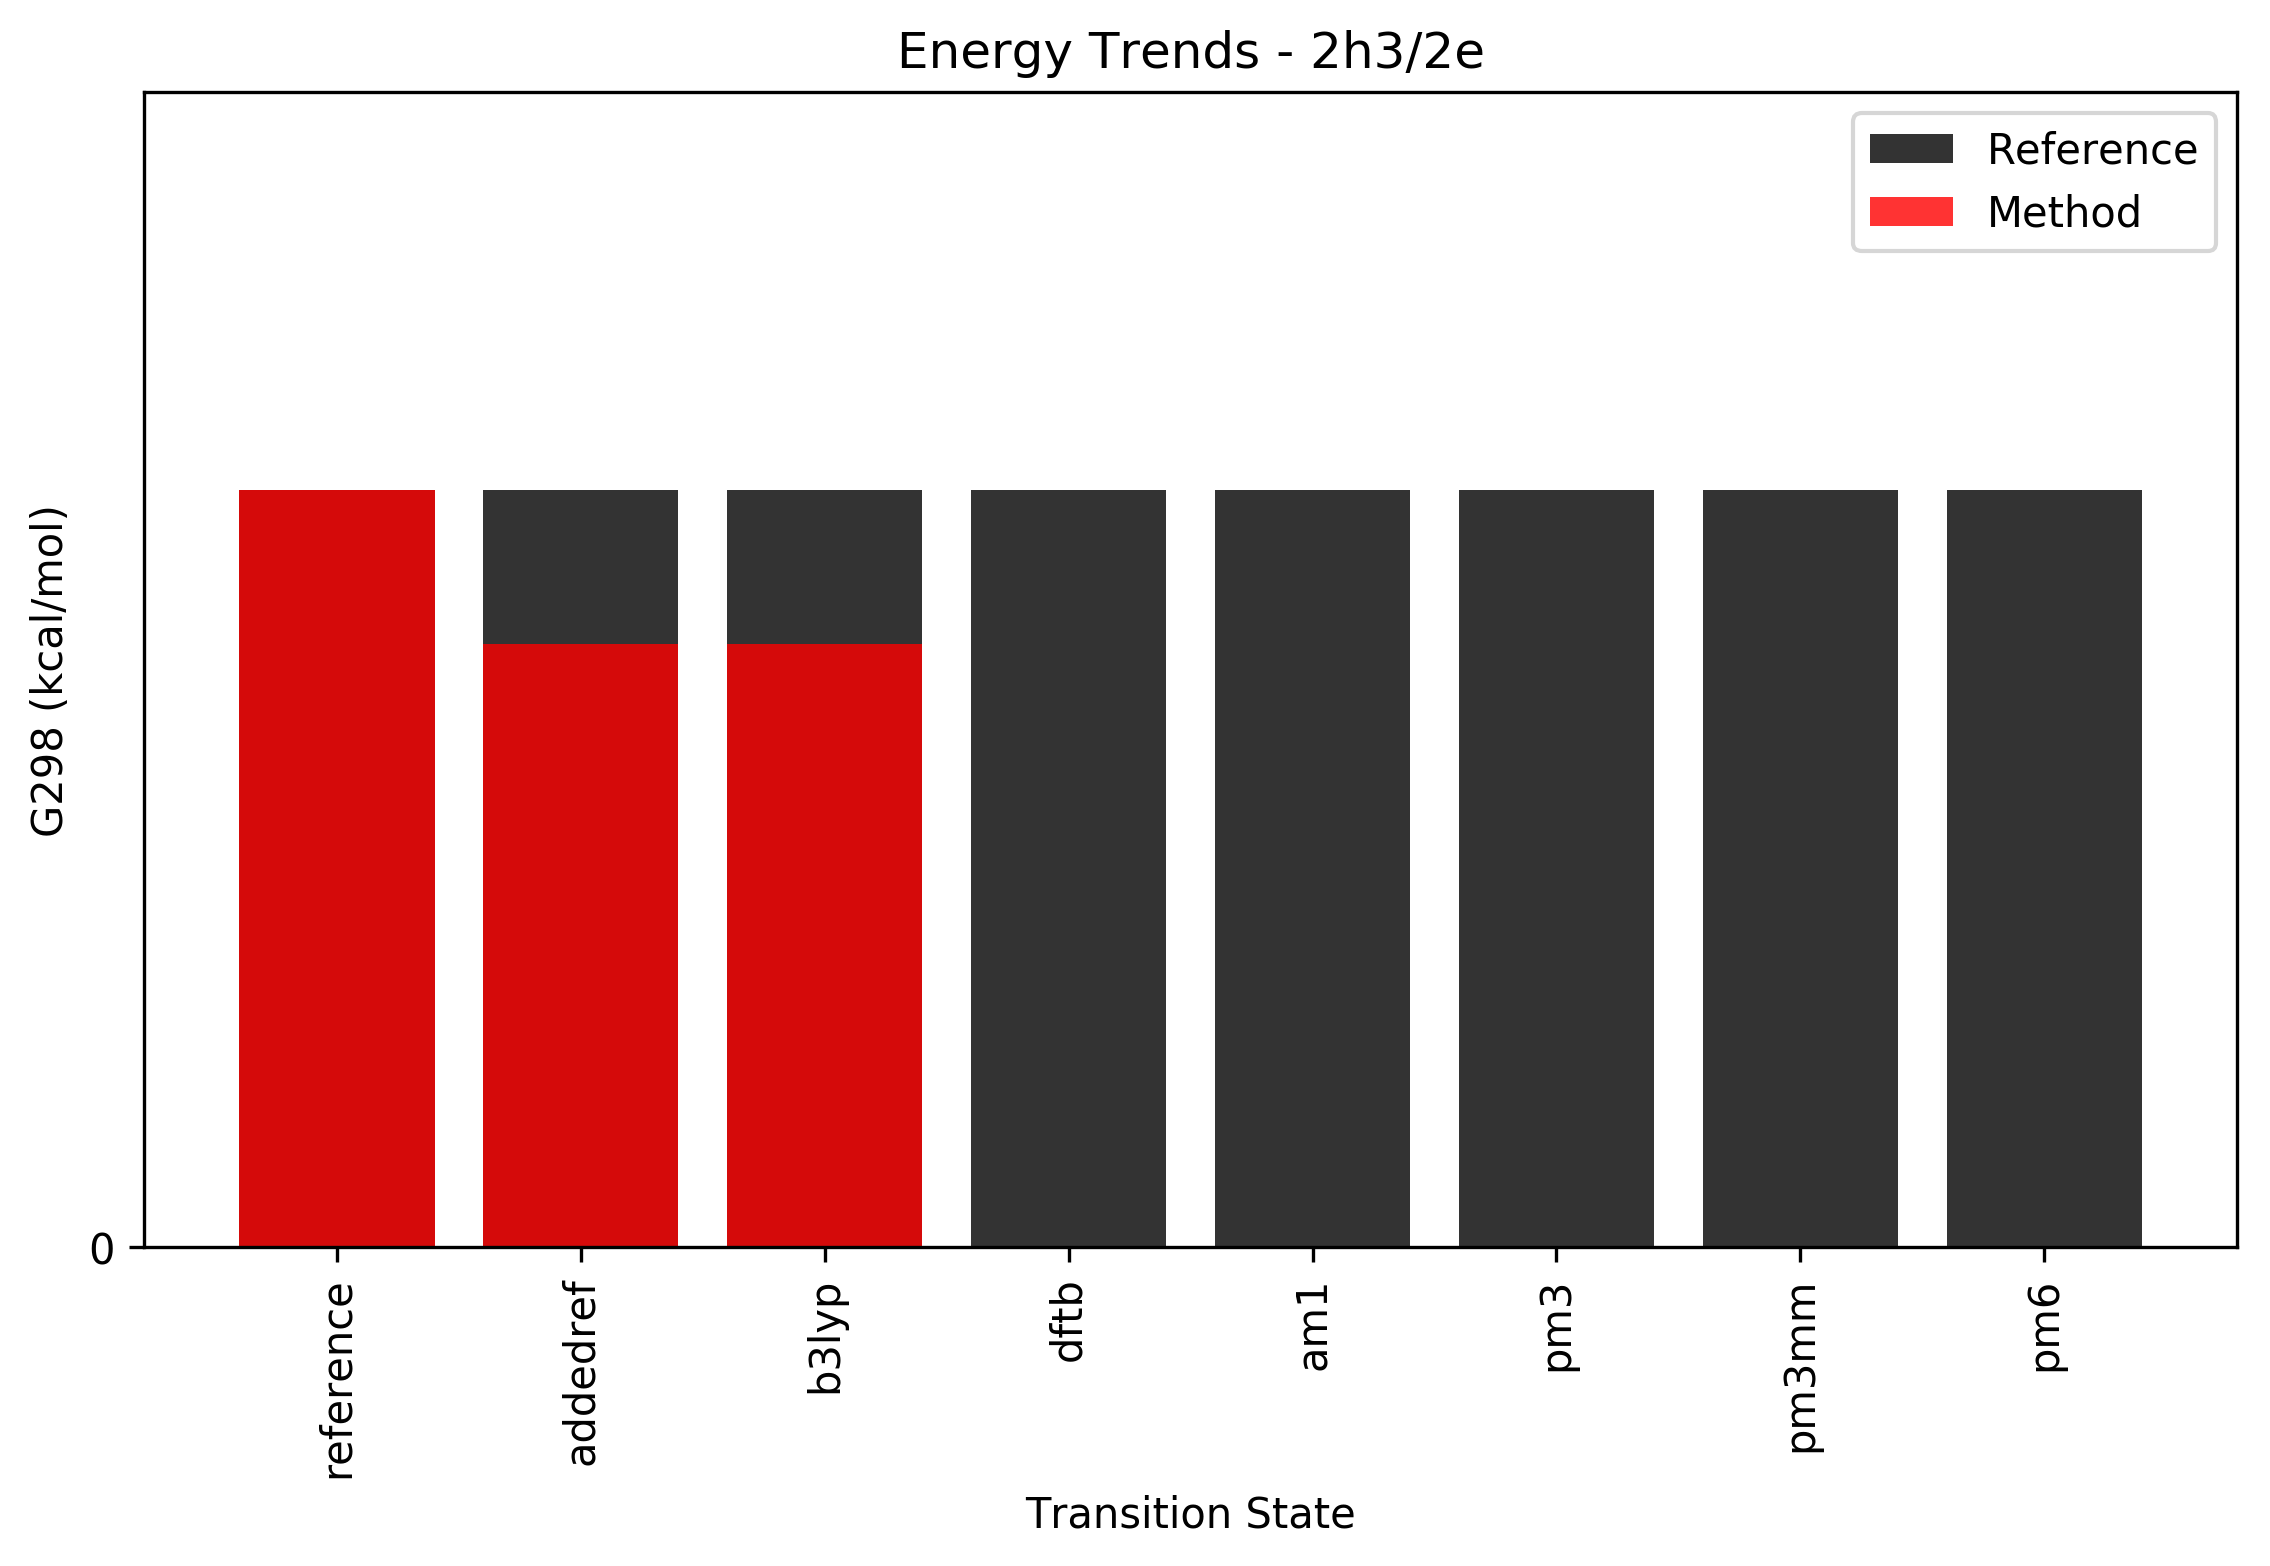 Energy Trends - 2h3/2e
Reference
Method
G298 (kcal/mol)
0
reference
addedref
b3lyp
dftb
am1
pm3
pm3mm
pm6
Transition State